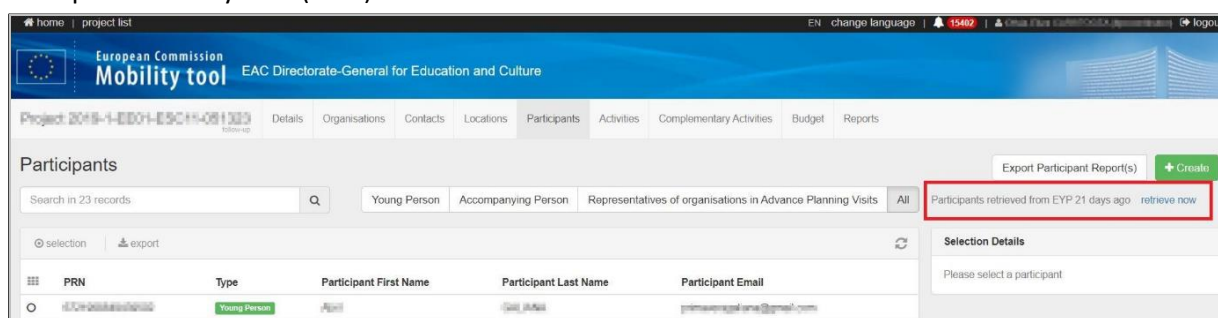 home | project list
EN change language | 15402 | logou
European Commission
Mobility tool EAC Directorate-General for Education and Culture
Details Organisations Contacts Locations Participants Activities Complementary Activities Budget Reports
follow-up
Participants
Export Participant Report(s) + Create
Search in 23 records
Young Person Accompanying Person Representatives of organisations in Advance Planning Visits All
Participants retrieved from EYP 21 days ago retrieve now
selection | export
Selection Details
PRN Type Participant First Name Participant Last Name Participant Email
Please select a participant
Young Person